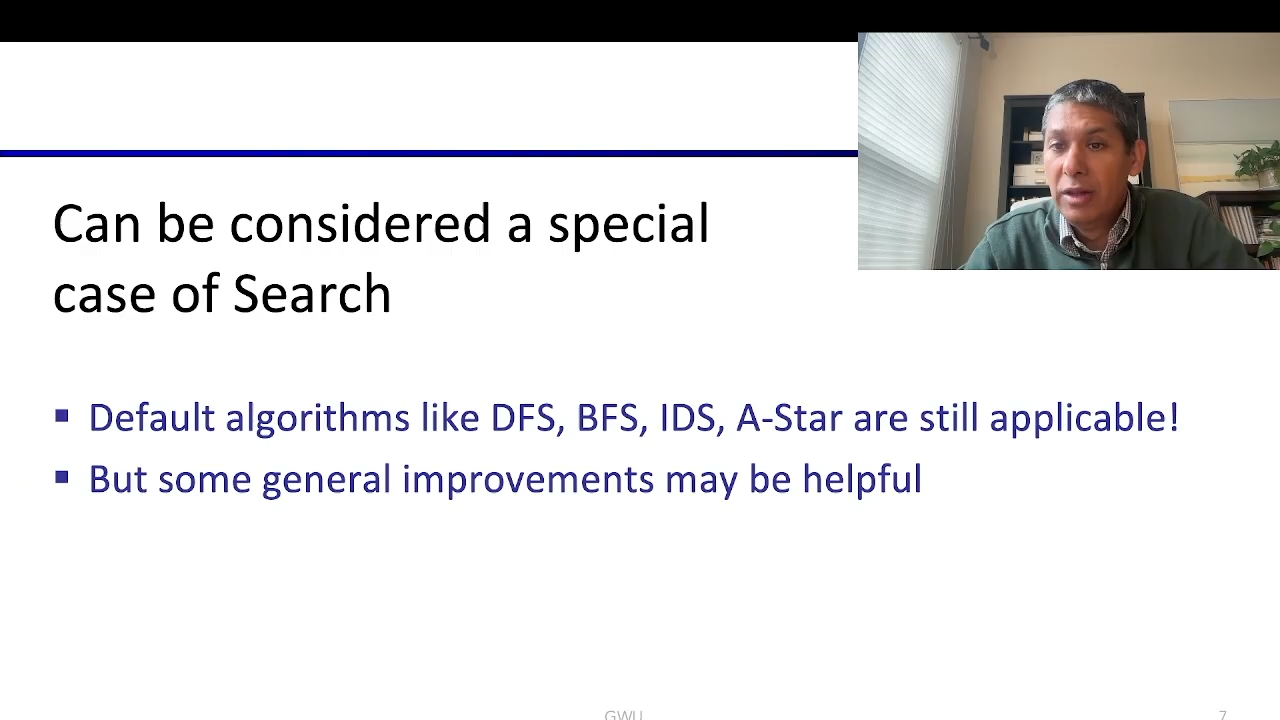 Can be considered a special
case of Search
▪ Default algorithms like DFS, BFS, IDS, A-Star are still applicable!
▪ But some general improvements may be helpful
GWU
7